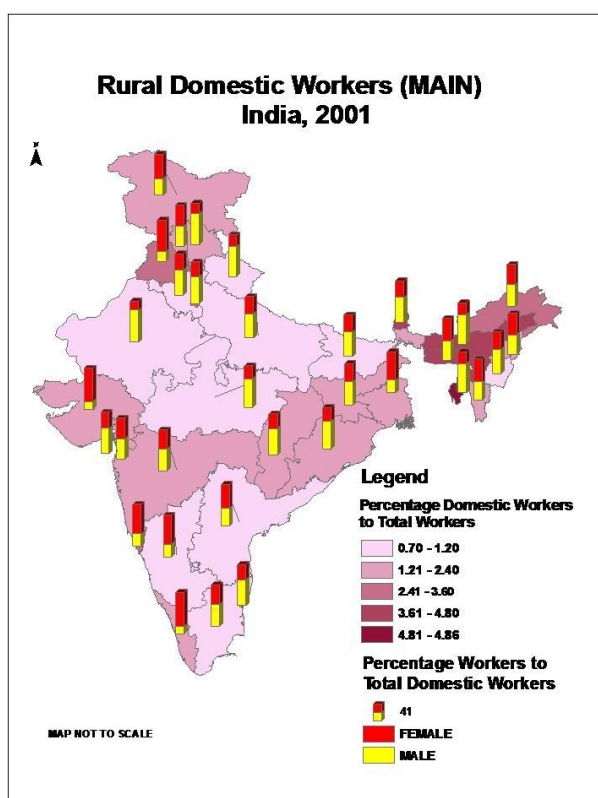 Rural Domestic Workers (MAIN)
India, 2001
Legend
Percentage Domestic Workers
to Total Workers
0.70 - 1.20
1.21 - 2.40
2.41 - 3.60
3.61 - 4.80
4.81 - 4.86
Percentage Workers to
Total Domestic Workers
41
FEMALE
MALE
MAP NOT TO SCALE